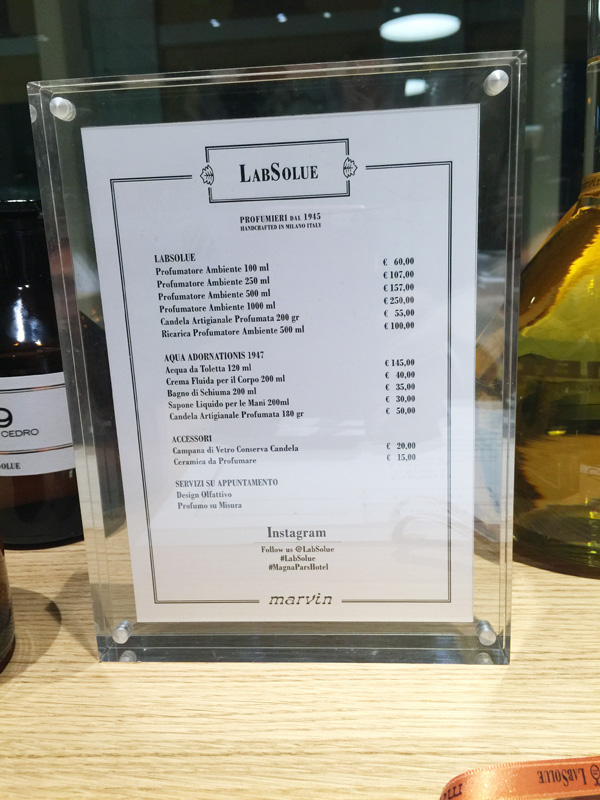 LABSOLUE
PROFUMIERI DAL 1945
HANDCRAFTED IN MILANO ITALY
LABSOLUE
Profumatore Ambiente 100 ml € 60,00
Profumatore Ambiente 250 ml € 107,00
Profumatore Ambiente 500 ml € 157,00
Profumatore Ambiente 1000 ml € 250,00
Candela Artigianale Profumata 200 gr € 55,00
Ricarica Profumatore Ambiente 500 ml € 100,00
AQUA ADORNATIONIS 1947
Acqua da Toletta 120 ml € 145,00
Crema Fluida per il Corpo 200 ml € 40,00
Bagno di Schiuma 200 ml € 35,00
Sapone Liquido per le Mani 200ml € 30,00
Candela Artigianale Profumata 180 gr € 50,00
ACCESSORI
Campana di Vetro Conserva Candela € 20,00
Ceramica da Profumare € 15,00
SERVIZI SU APPUNTAMENTO
Design Olfattivo
Profumo su Misura
Instagram
Follow us @LabSolue
#LabSolue
#MagnaParsHotel
marvin
9
CEDRO
LABSOLUE